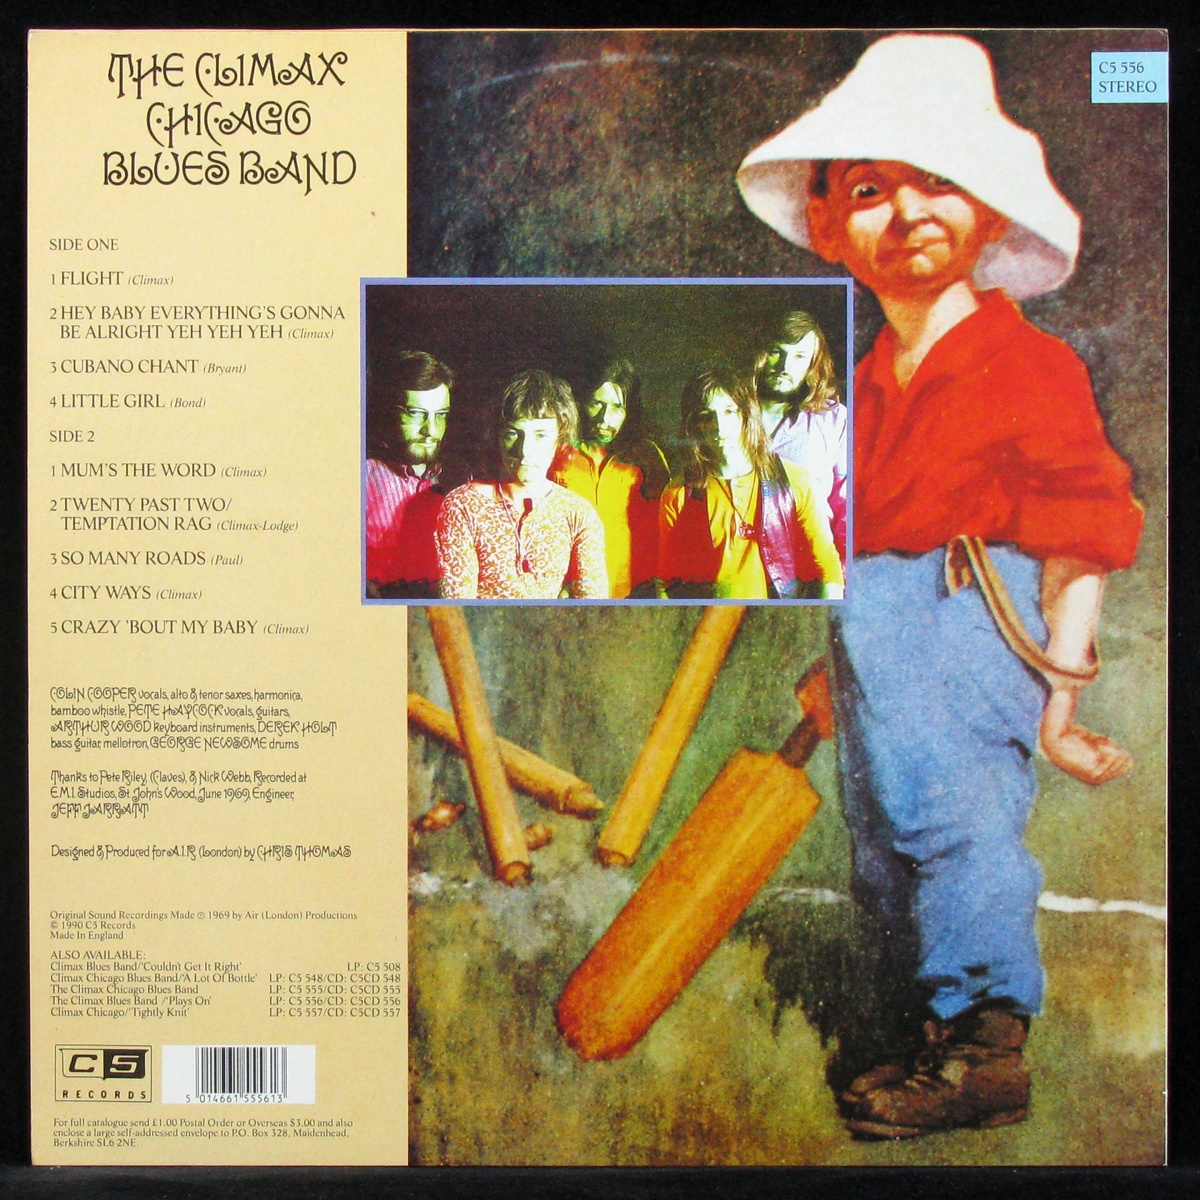 THE CLIMAX
CHICAGO
BLUES BAND
C5 556
STEREO
SIDE ONE
1 FLIGHT (Climax)
2 HEY BABY EVERYTHING'S GONNA
BE ALRIGHT YEH YEH YEH (Climax)
3 CUBANO CHANT (Bryant)
4 LITTLE GIRL (Bond)
SIDE 2
1 MUM'S THE WORD (Climax)
2 TWENTY PAST TWO/
TEMPTATION RAG (Climax-Lodge)
3 SO MANY ROADS (Paul)
4 CITY WAYS (Climax)
5 CRAZY 'BOUT MY BABY (Climax)
COLIN COOPER vocals, alto & tenor saxes, harmonica,
bamboo whistle, PETE HAYCOCK vocals, guitars,
ARTHUR WOOD keyboard instruments, DEREK HOLT
bass guitar, mellotron, GEORGE NEWSOME drums
Thanks to Pete Riley, (Claves), & Nick Webb, Recorded at
E.M.I. Studios, St. John's Wood, June 1969, Engineer,
JEFF JARRATT
Designed & Produced for A.I.R. (London) by CHRIS THOMAS
Original Sound Recordings Made ℗ 1969 by Air (London) Productions
© 1990 C5 Records
Made In England
ALSO AVAILABLE:
Climax Blues Band/'Couldn't Get It Right' LP: C5 508
Climax Chicago Blues Band/'A Lot Of Bottle' LP: C5 548/CD: C5CD 548
The Climax Chicago Blues Band LP: C5 555/CD: C5CD 555
The Climax Blues Band /'Plays On' LP: C5 556/CD: C5CD 556
Climax Chicago/'Tightly Knit' LP: C5 557/CD: C5CD 557
C5
RECORDS
5 014661 555613
For full catalogue send £1.00 Postal Order or Overseas $3.00 and also
enclose a large self-addressed envelope to P.O. Box 328, Maidenhead,
Berkshire SL6 2NE.